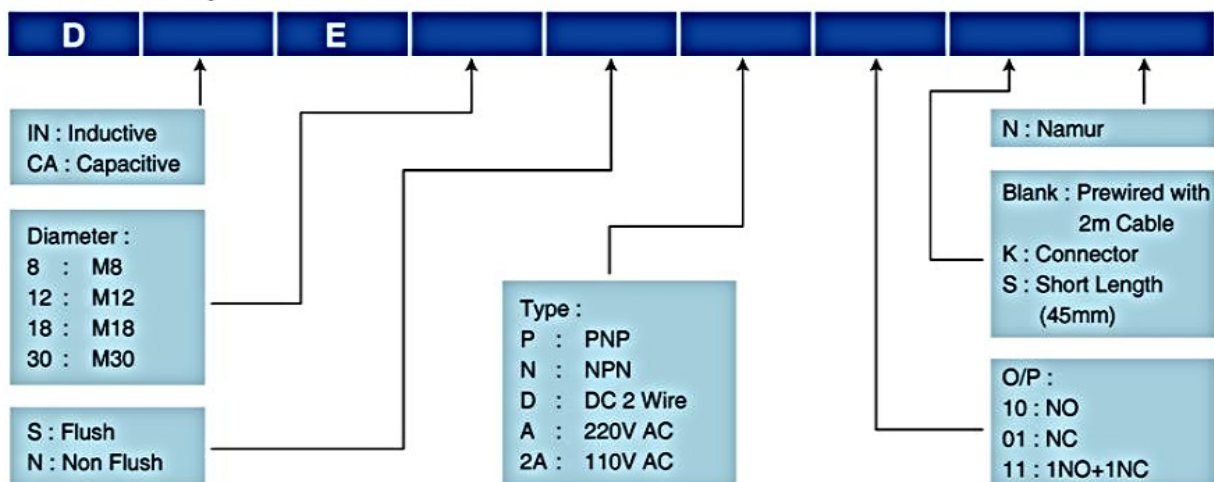 D E
IN : Inductive
CA : Capacitive
Diameter :
8 : M8
12 : M12
18 : M18
30 : M30
S : Flush
N : Non Flush
Type :
P : PNP
N : NPN
D : DC 2 Wire
A : 220V AC
2A : 110V AC
N : Namur
Blank : Prewired with
2m Cable
K : Connector
S : Short Length
(45mm)
O/P :
10 : NO
01 : NC
11 : 1NO+1NC